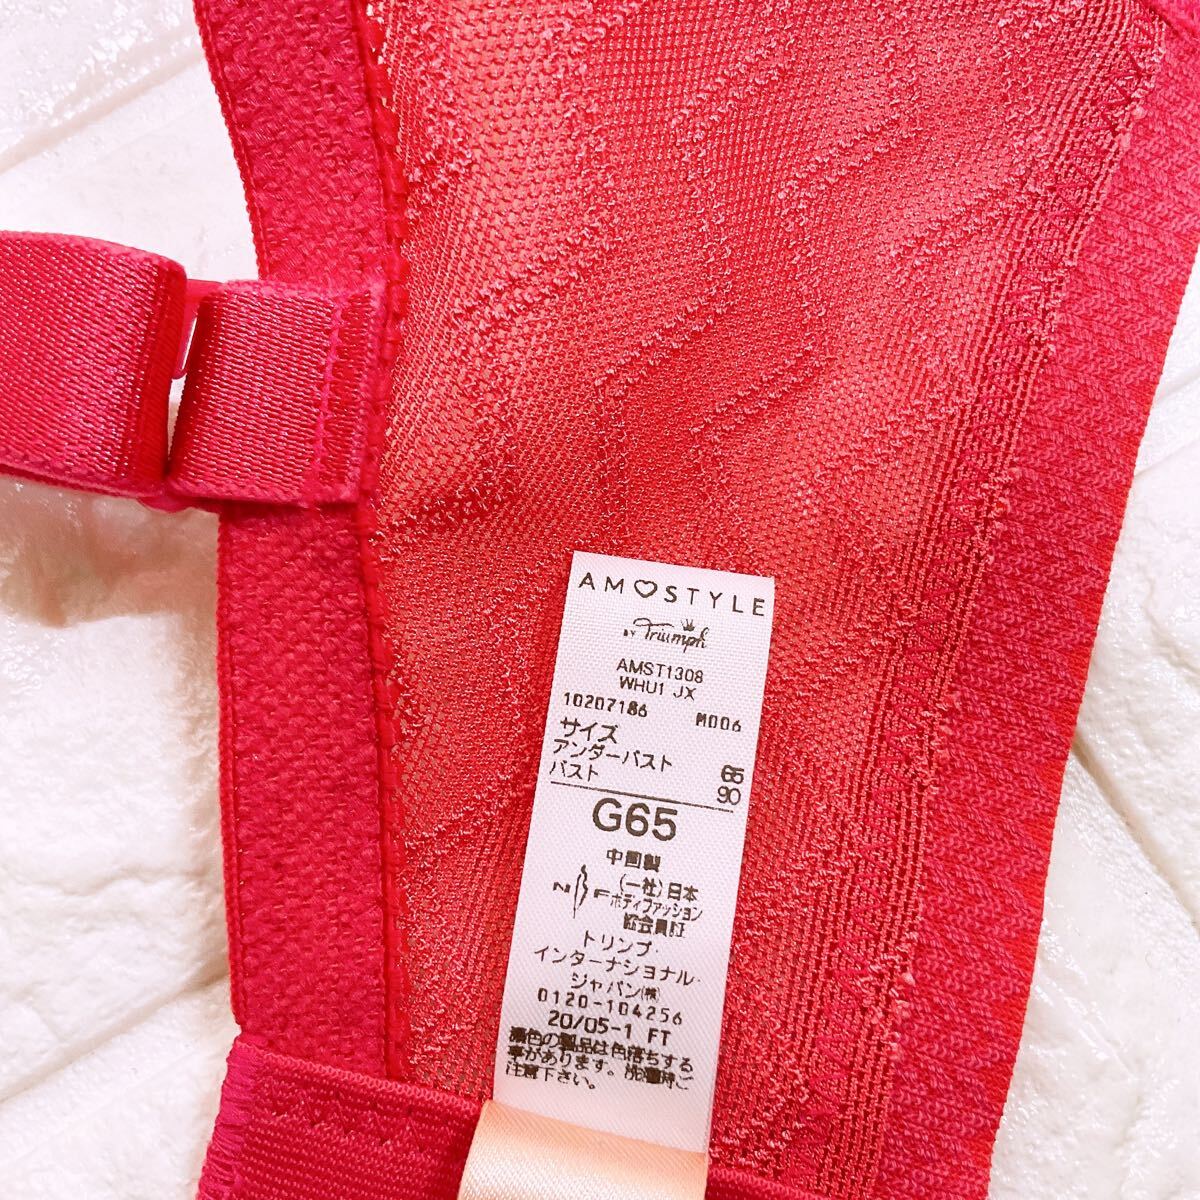 AM♡STYLE
BY Triumph
AMST1308
WHU1 JX
10207186 M006
サイズ
アンダーバスト 65
バスト 90
G65
中国製
(一社)日本
NBF ボディファッション
協会員証
トリンプ・
インターナショナル・
ジャパン㈱
0120-104256
20/05-1 FT
濃色の製品は色落ちする
事があります。洗濯時ご
注意下さい。